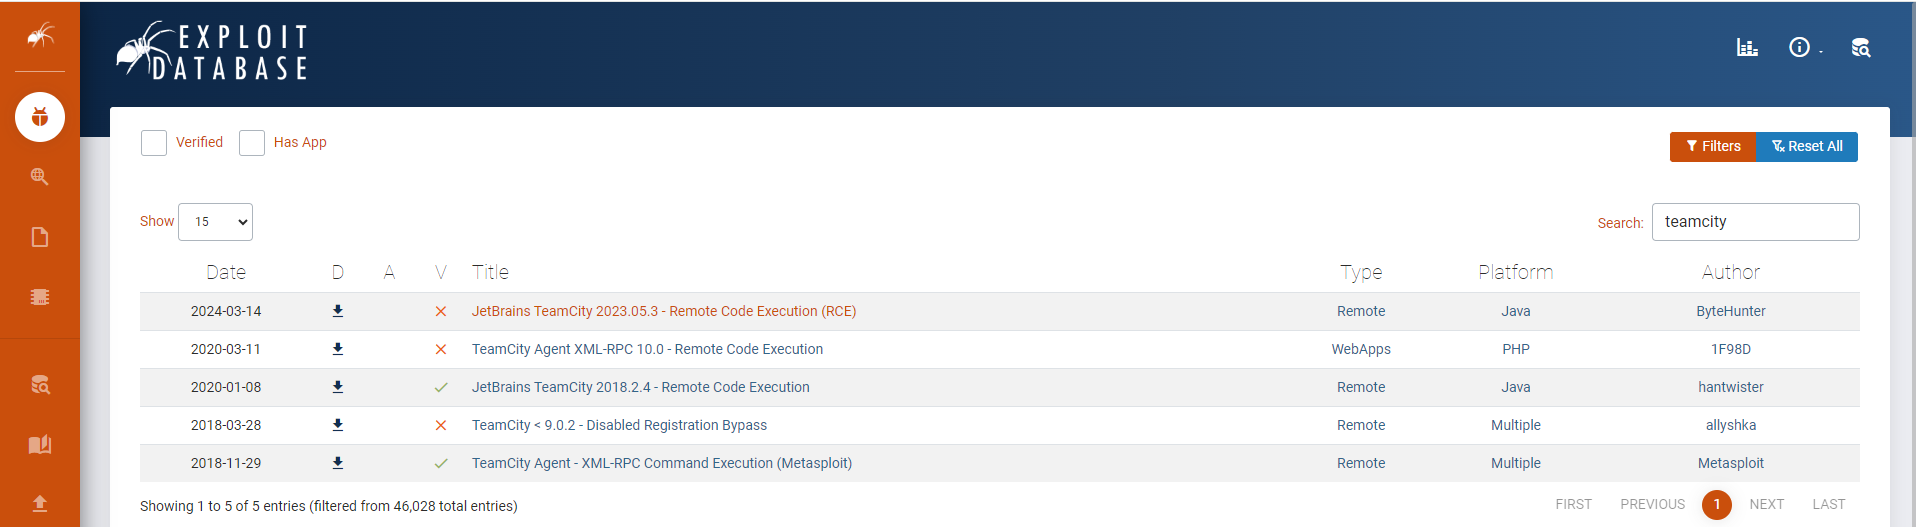 EXPLOIT
DATABASE
Verified Has App
Filters Reset All
Show 15 Search: teamcity
Date D A V Title Type Platform Author
2024-03-14 JetBrains TeamCity 2023.05.3 - Remote Code Execution (RCE) Remote Java ByteHunter
2020-03-11 TeamCity Agent XML-RPC 10.0 - Remote Code Execution WebApps PHP 1F98D
2020-01-08 JetBrains TeamCity 2018.2.4 - Remote Code Execution Remote Java hantwister
2018-03-28 TeamCity < 9.0.2 - Disabled Registration Bypass Remote Multiple allyshka
2018-11-29 TeamCity Agent - XML-RPC Command Execution (Metasploit) Remote Multiple Metasploit
Showing 1 to 5 of 5 entries (filtered from 46,028 total entries) FIRST PREVIOUS 1 NEXT LAST